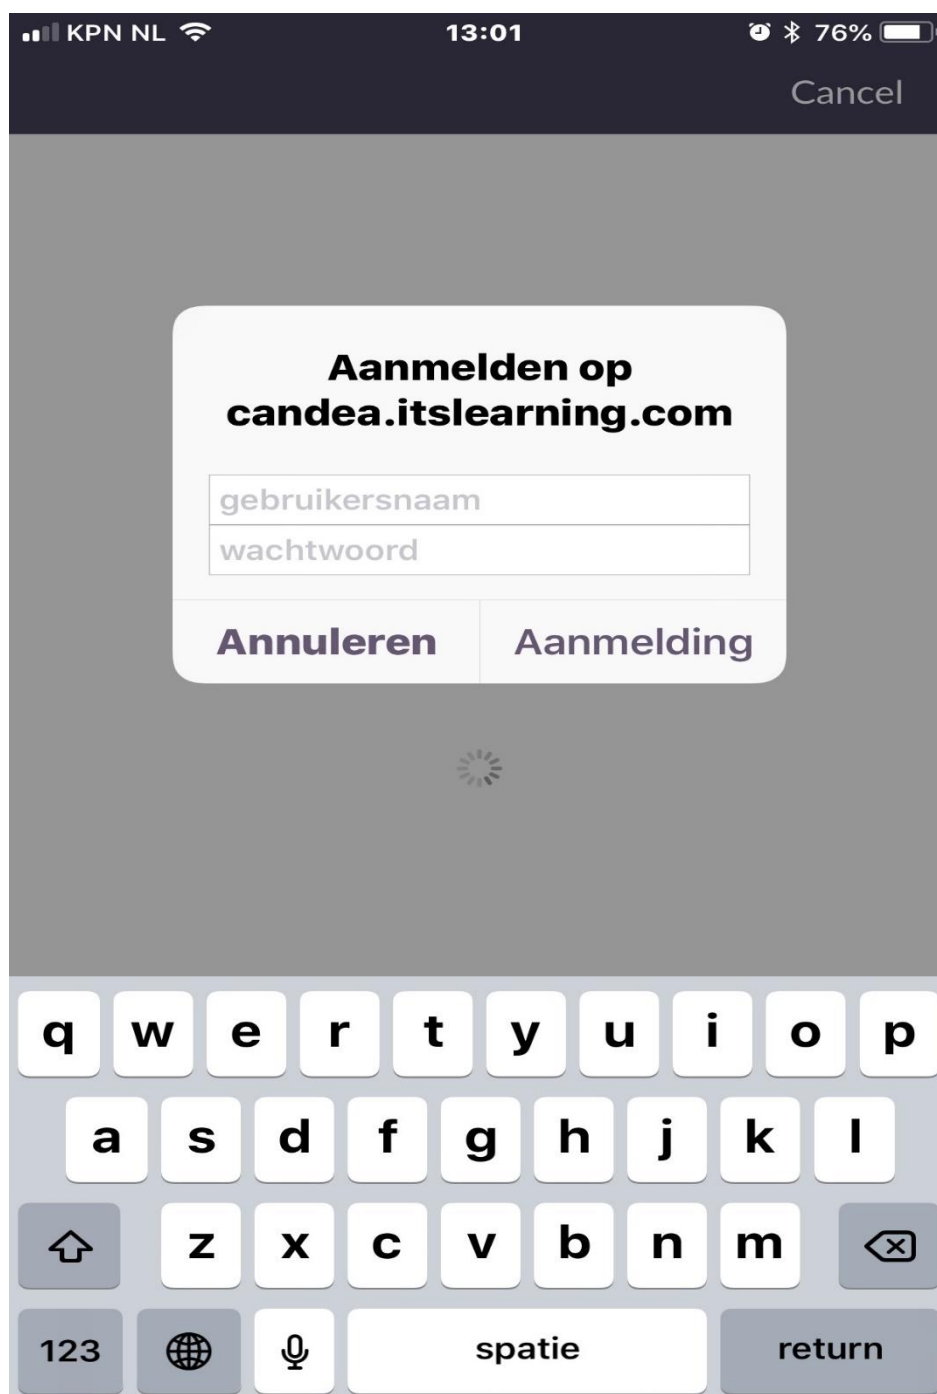 KPN NL 13:01 76%
Cancel
Aanmelden op
candea.itslearning.com
gebruikersnaam
wachtwoord
Annuleren Aanmelding
q w e r t y u i o p
a s d f g h j k l
z x c v b n m
123 spatie return